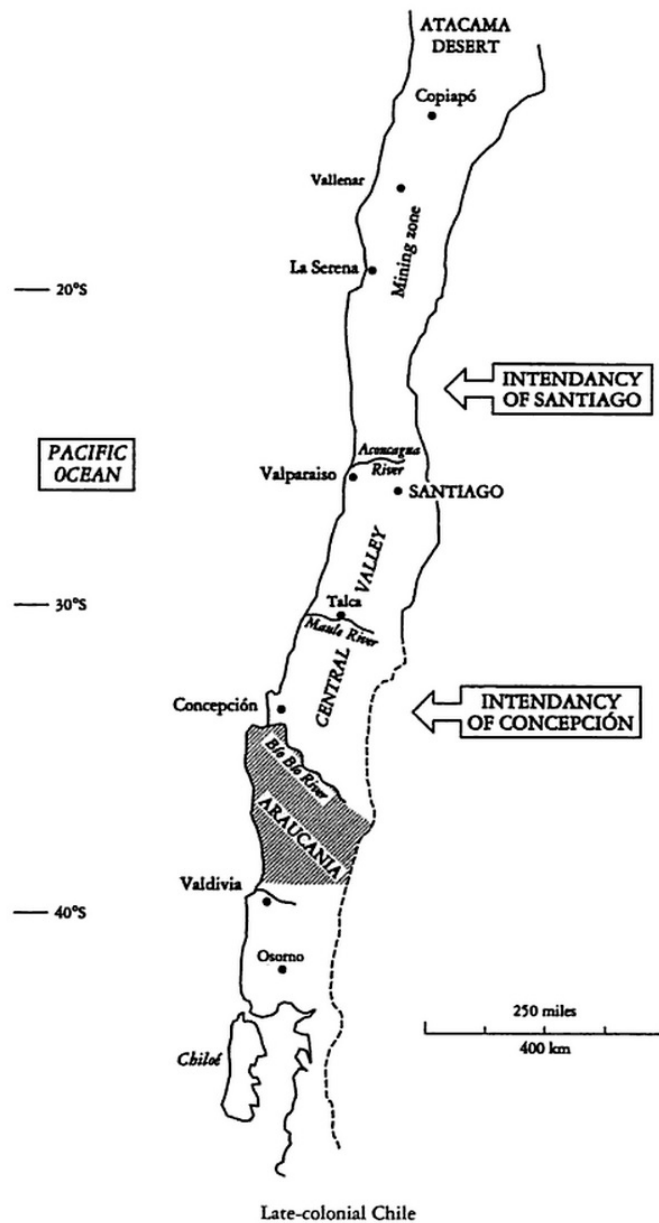 ATACAMA
DESERT
Copiapó
Vallenar
Mining zone
La Serena
20°S
INTENDANCY
OF SANTIAGO
PACIFIC
OCEAN
Aconcagua
River
Valparaiso
SANTIAGO
CENTRAL VALLEY
30°S
Talca
Maule River
Concepción
INTENDANCY
OF CONCEPCIÓN
Bío Bío River
ARAUCANIA
Valdivia
40°S
Osorno
250 miles
400 km
Chiloé
Late-colonial Chile